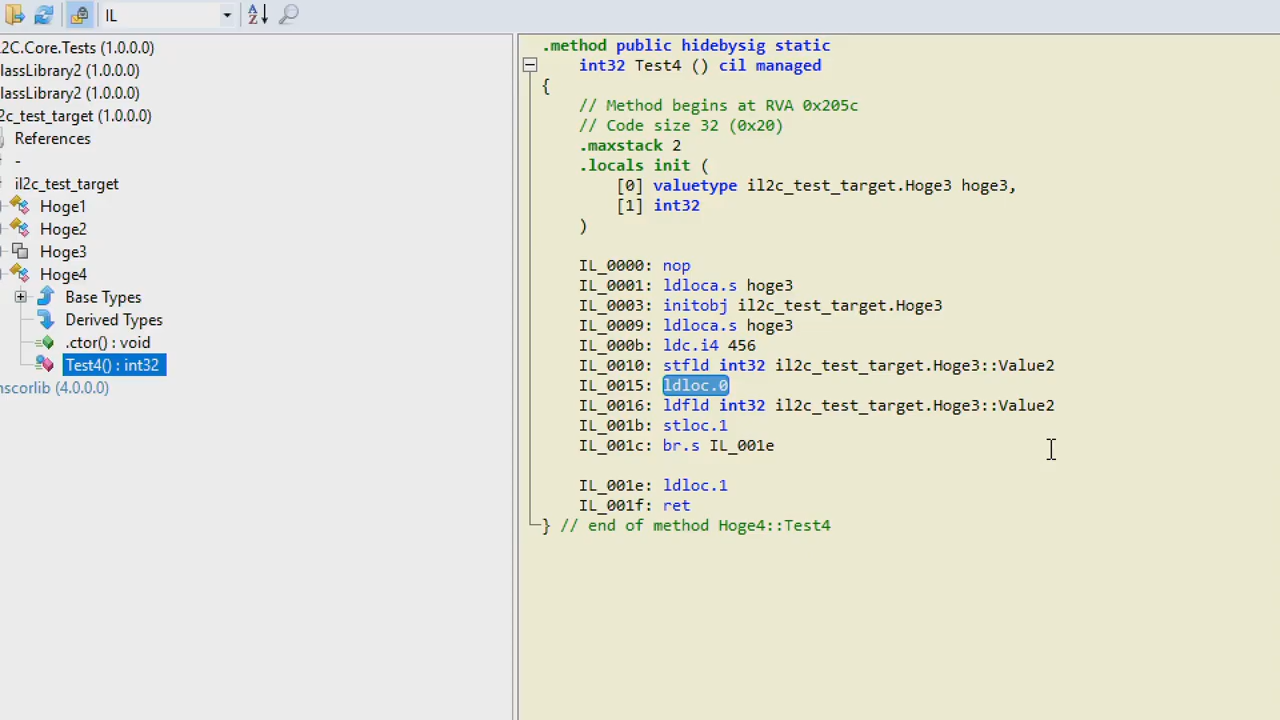 IL
.2C.Core.Tests (1.0.0.0)
lassLibrary2 (1.0.0.0)
lassLibrary2 (1.0.0.0)
2c_test_target (1.0.0.0)
References
-
il2c_test_target
Hoge1
Hoge2
Hoge3
Hoge4
Base Types
Derived Types
.ctor() : void
Test4() : int32
nscorlib (4.0.0.0)
.method public hidebysig static
int32 Test4 () cil managed
{
// Method begins at RVA 0x205c
// Code size 32 (0x20)
.maxstack 2
.locals init (
[0] valuetype il2c_test_target.Hoge3 hoge3,
[1] int32
)
IL_0000: nop
IL_0001: ldloca.s hoge3
IL_0003: initobj il2c_test_target.Hoge3
IL_0009: ldloca.s hoge3
IL_000b: ldc.i4 456
IL_0010: stfld int32 il2c_test_target.Hoge3::Value2
IL_0015: ldloc.0
IL_0016: ldfld int32 il2c_test_target.Hoge3::Value2
IL_001b: stloc.1
IL_001c: br.s IL_001e
IL_001e: ldloc.1
IL_001f: ret
} // end of method Hoge4::Test4